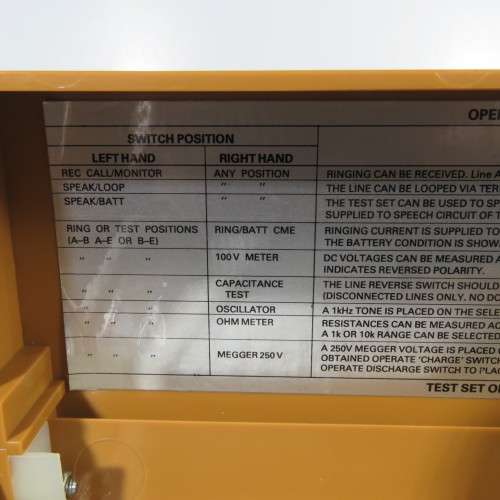 OPE
SWITCH POSITION
LEFT HAND RIGHT HAND
REC CALL/MONITOR ANY POSITION RINGING CAN BE RECEIVED. Line A
SPEAK/LOOP " " THE LINE CAN BE LOOPED VIA TER
SPEAK/BATT " " THE TEST SET CAN BE USED TO SP
SUPPLIED TO SPEECH CIRCUIT OF T
RING OR TEST POSITIONS RING/BATT CME RINGING CURRENT IS SUPPLIED TO
(A–B A–E OR B–E) THE BATTERY CONDITION IS SHOW
" " " 100V METER DC VOLTAGES CAN BE MEASURED A
INDICATES REVERSED POLARITY.
" " " CAPACITANCE THE LINE REVERSE SWITCH SHOULD
TEST (DISCONNECTED LINES ONLY. NO DC
" " " OSCILLATOR A 1kHz TONE IS PLACED ON THE SELE
" " " OHM METER RESISTANCES CAN BE MEASURED AC
A 1k OR 10k RANGE CAN BE SELECTED
" " " MEGGER 250V A 250V MEGGER VOLTAGE IS PLACED
OBTAINED OPERATE 'CHARGE' SWITCH
OPERATE DISCHARGE SWITCH TO PLAC
TEST SET O